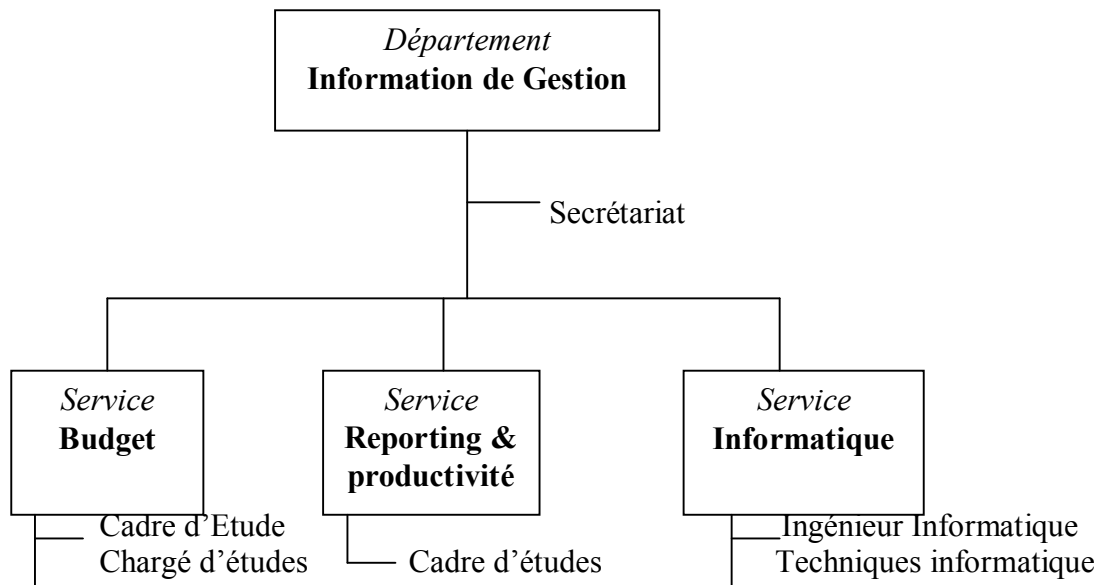 Département
Information de Gestion
Secrétariat
Service
Budget
Service
Reporting &
productivité
Service
Informatique
Cadre d’Etude
Chargé d’études
Cadre d’études
Ingénieur Informatique
Techniques informatique